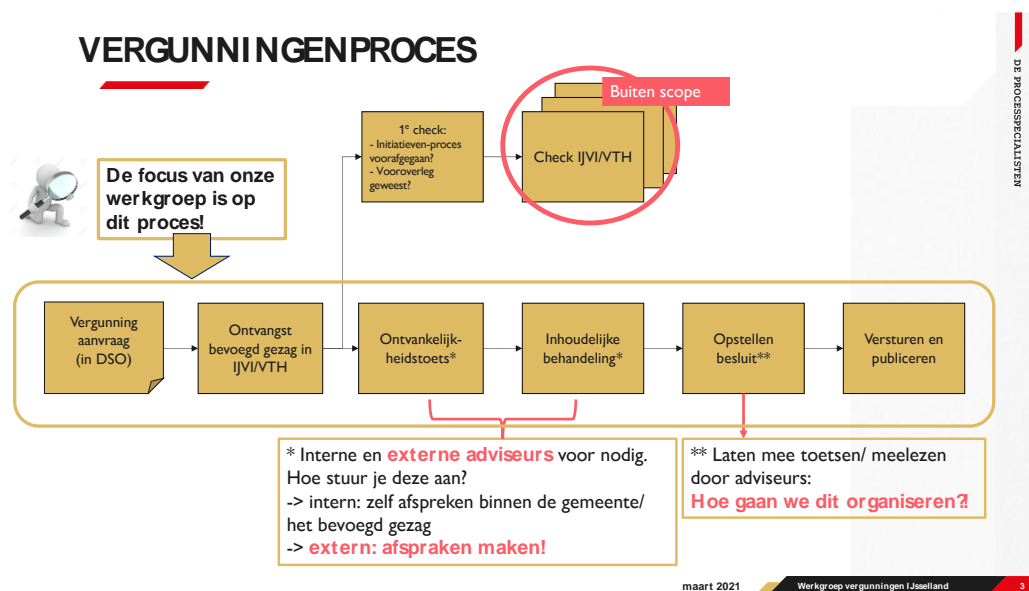 VERGUNNINGENPROCES
DE PROCESSPECIALISTEN
Buiten scope
1e check:
- Initiatieven-proces
voorafgegaan?
- Vooroverleg
geweest?
Check IJVI/VTH
De focus van onze
werkgroep is op
dit proces!
Vergunning
aanvraag
(in DSO)
Ontvangst
bevoegd gezag in
IJVI/VTH
Ontvankelijk-
heidstoets*
Inhoudelijke
behandeling*
Opstellen
besluit**
Versturen en
publiceren
* Interne en externe adviseurs voor nodig.
Hoe stuur je deze aan?
-> intern: zelf afspreken binnen de gemeente/
het bevoegd gezag
-> extern: afspraken maken!
** Laten mee toetsen/ meelezen
door adviseurs:
Hoe gaan we dit organiseren?!
maart 2021
Werkgroep vergunningen IJsselland
3